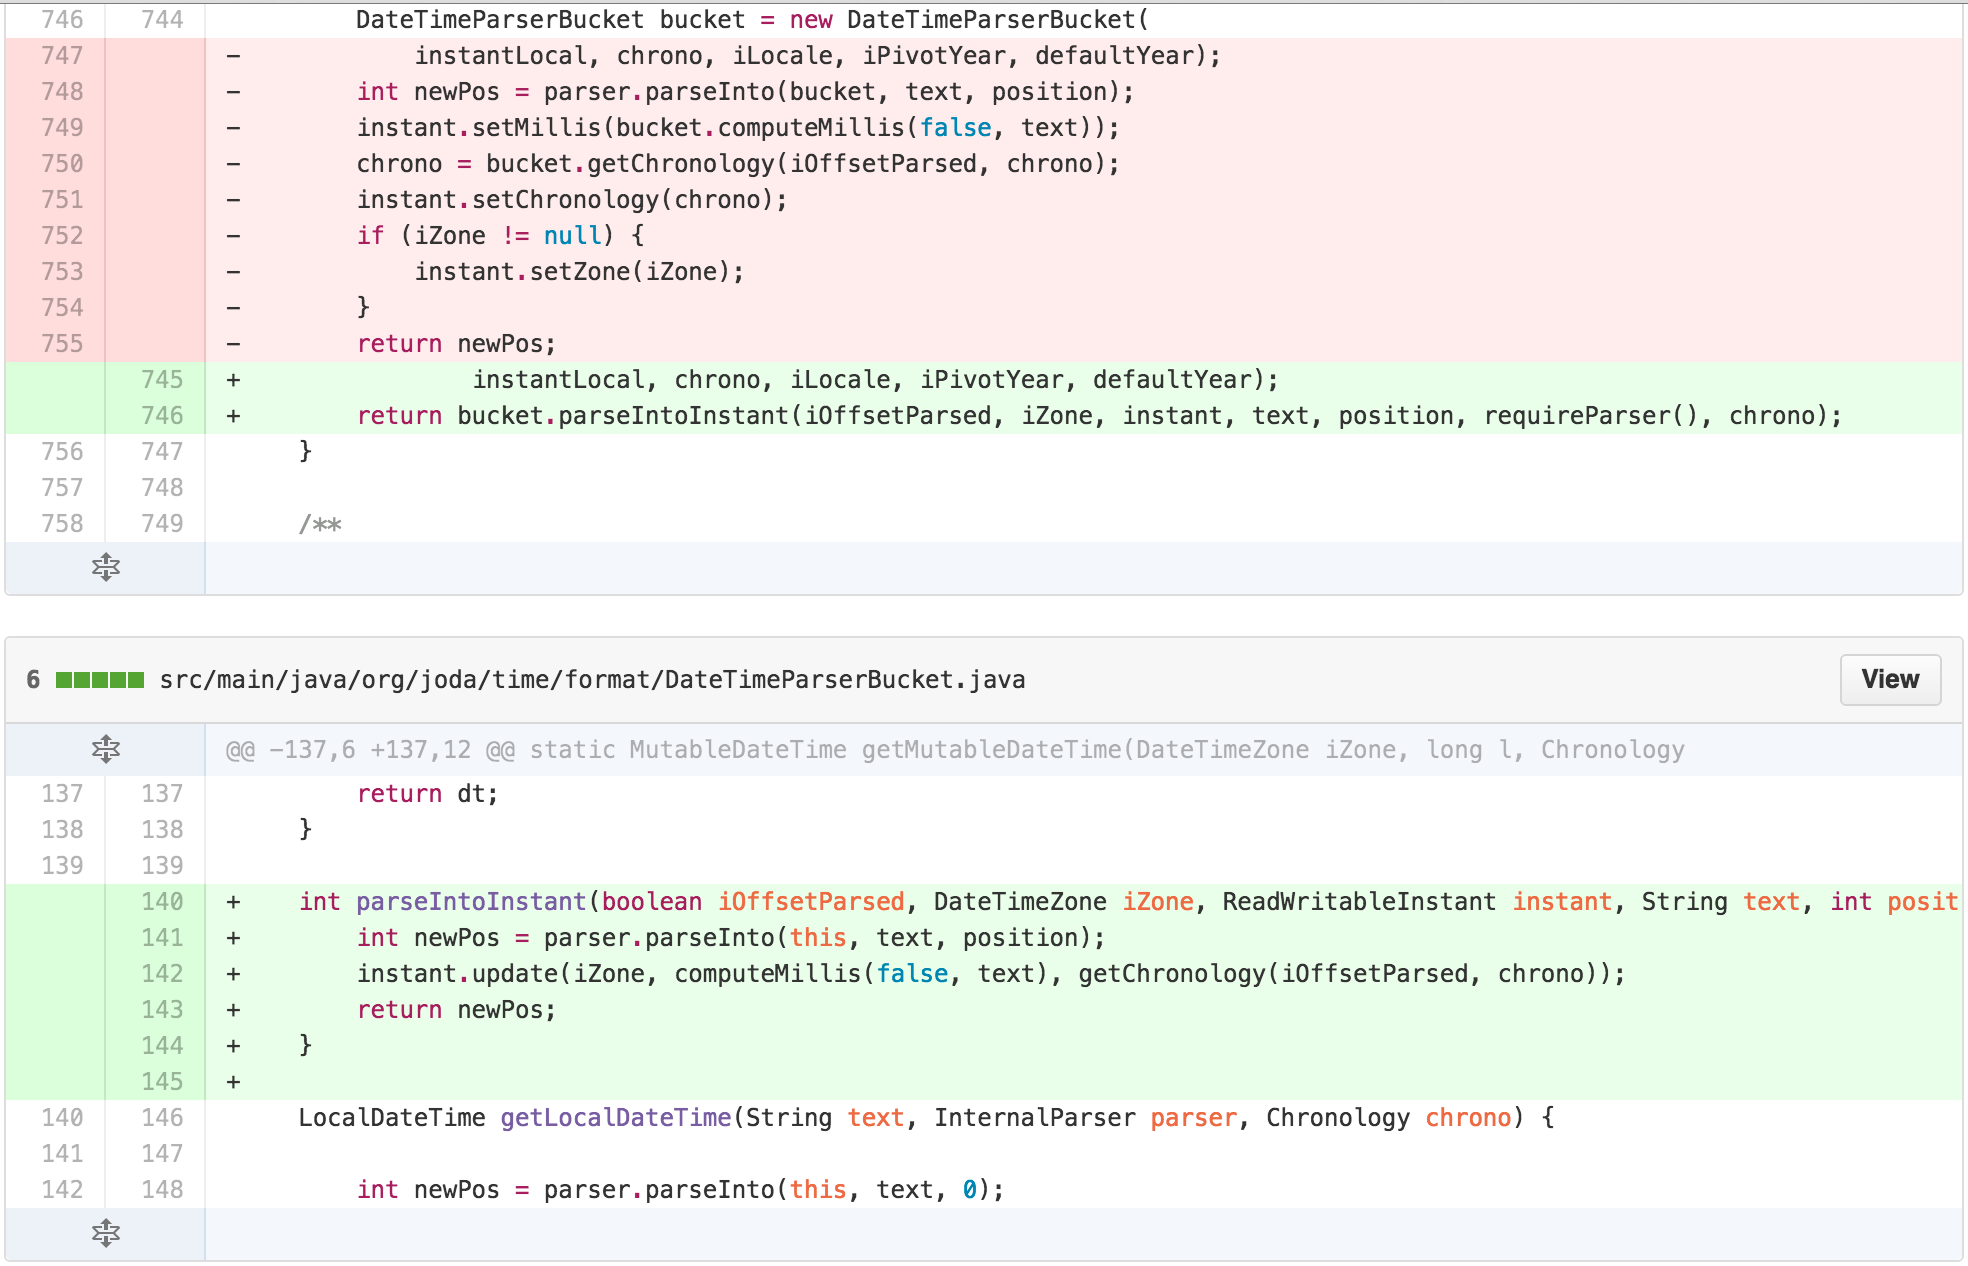 746 744 DateTimeParserBucket bucket = new DateTimeParserBucket(
747 - instantLocal, chrono, iLocale, iPivotYear, defaultYear);
748 - int newPos = parser.parseInto(bucket, text, position);
749 - instant.setMillis(bucket.computeMillis(false, text));
750 - chrono = bucket.getChronology(iOffsetParsed, chrono);
751 - instant.setChronology(chrono);
752 - if (iZone != null) {
753 - instant.setZone(iZone);
754 - }
755 - return newPos;
745 + instantLocal, chrono, iLocale, iPivotYear, defaultYear);
746 + return bucket.parseIntoInstant(iOffsetParsed, iZone, instant, text, position, requireParser(), chrono);
756 747 }
757 748
758 749 /**
6 src/main/java/org/joda/time/format/DateTimeParserBucket.java View
@@ -137,6 +137,12 @@ static MutableDateTime getMutableDateTime(DateTimeZone iZone, long l, Chronology
137 137 return dt;
138 138 }
139 139
140 + int parseIntoInstant(boolean iOffsetParsed, DateTimeZone iZone, ReadWritableInstant instant, String text, int posit
141 + int newPos = parser.parseInto(this, text, position);
142 + instant.update(iZone, computeMillis(false, text), getChronology(iOffsetParsed, chrono));
143 + return newPos;
144 + }
145 +
140 146 LocalDateTime getLocalDateTime(String text, InternalParser parser, Chronology chrono) {
141 147
142 148 int newPos = parser.parseInto(this, text, 0);